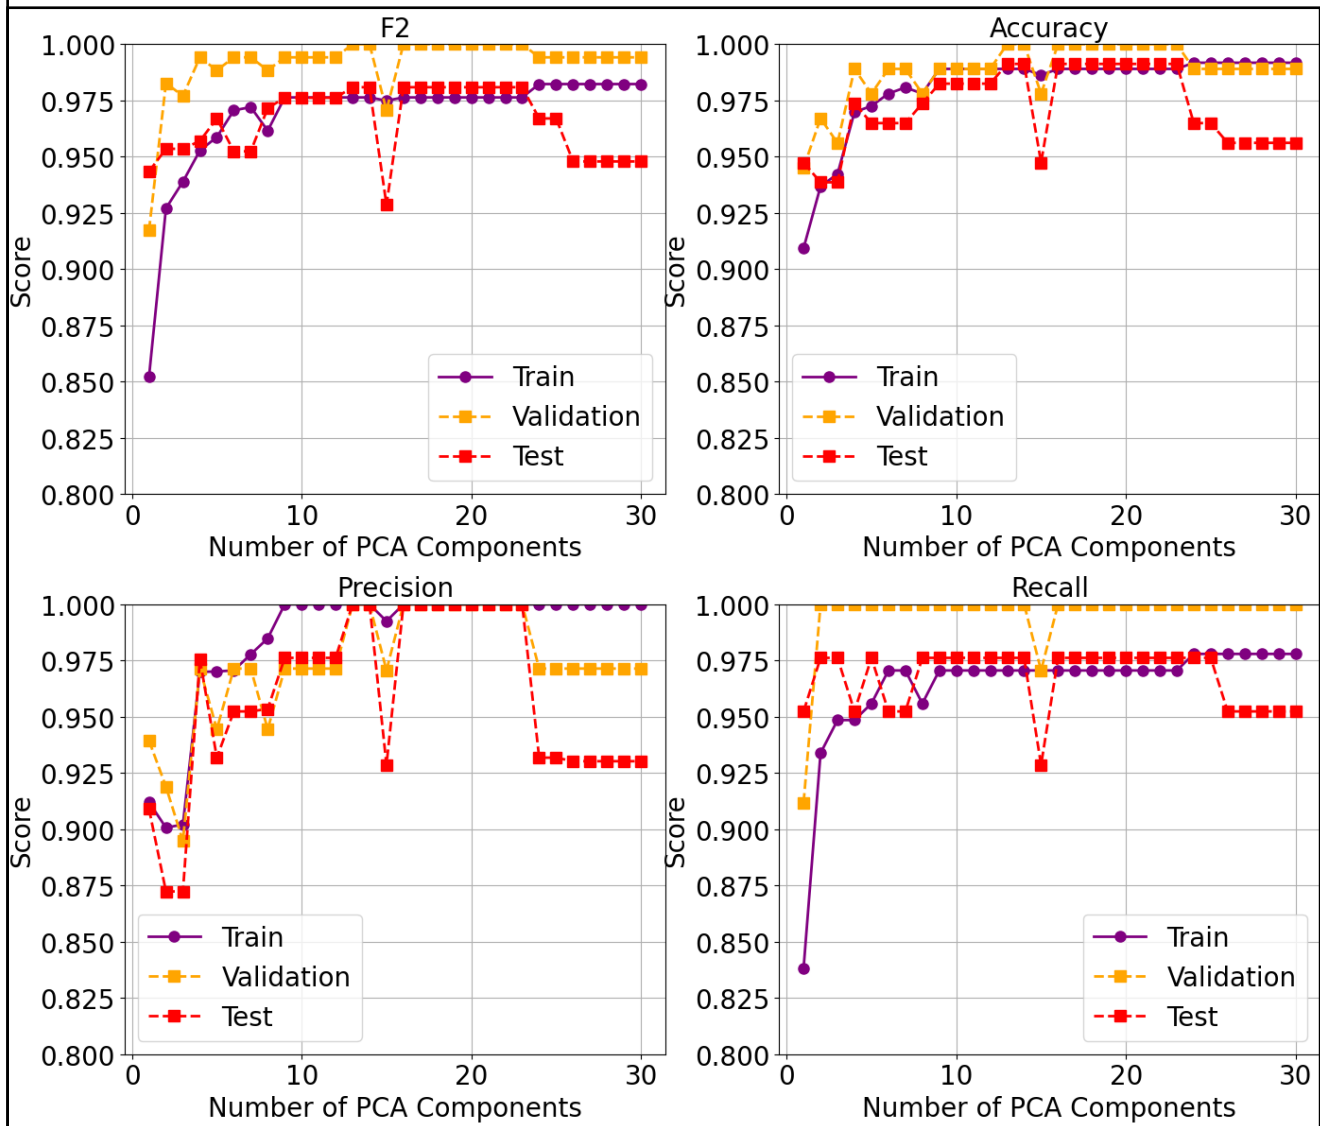 F2
1.000
0.975
0.950
0.925
0.900
0.875
0.850
0.825
0.800
Score
0 10 20 30
Number of PCA Components
Train
Validation
Test
Accuracy
1.000
0.975
0.950
0.925
0.900
0.875
0.850
0.825
0.800
Score
0 10 20 30
Number of PCA Components
Train
Validation
Test
Precision
1.000
0.975
0.950
0.925
0.900
0.875
0.850
0.825
0.800
Score
0 10 20 30
Number of PCA Components
Train
Validation
Test
Recall
1.000
0.975
0.950
0.925
0.900
0.875
0.850
0.825
0.800
Score
0 10 20 30
Number of PCA Components
Train
Validation
Test